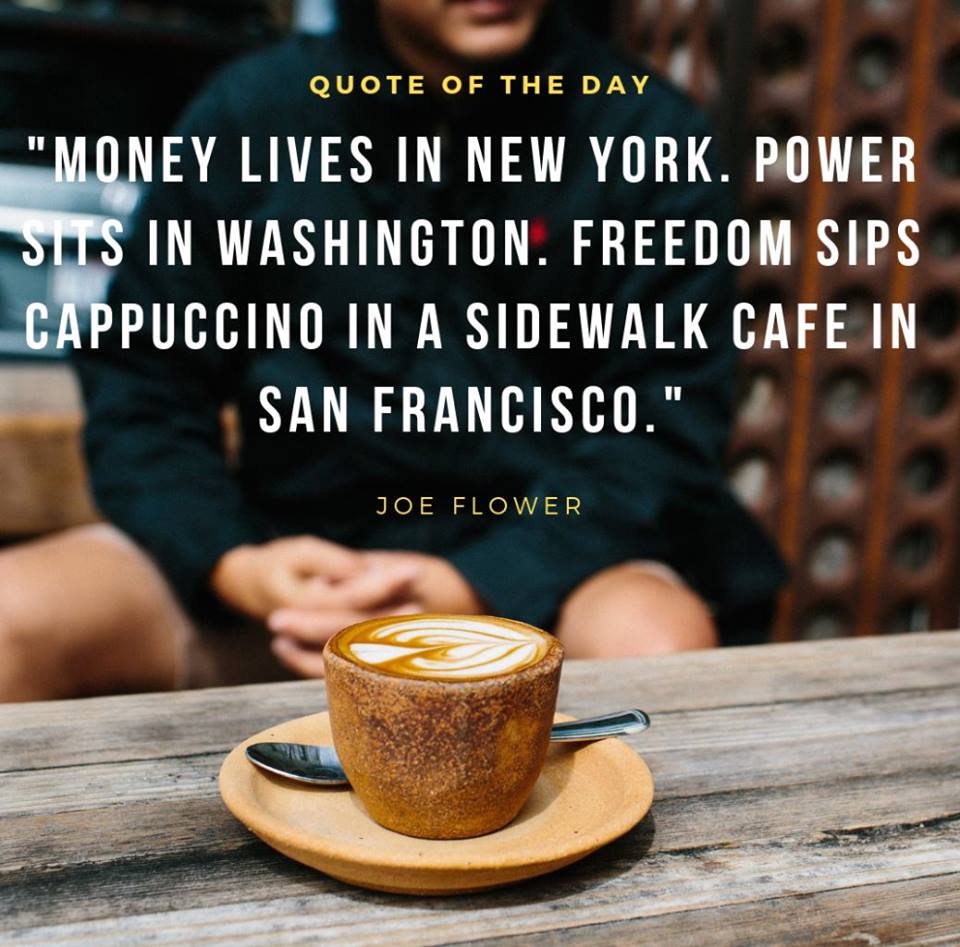 QUOTE OF THE DAY
"MONEY LIVES IN NEW YORK. POWER
SITS IN WASHINGTON. FREEDOM SIPS
CAPPUCCINO IN A SIDEWALK CAFE IN
SAN FRANCISCO."
JOE FLOWER